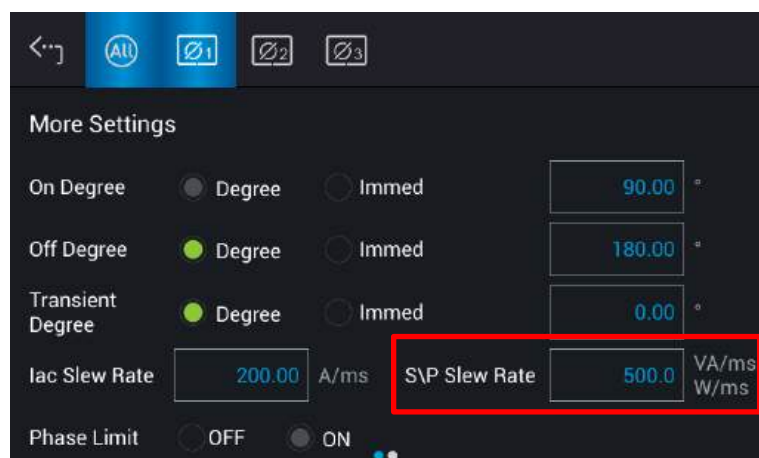 All Ø1 Ø2 Ø3
More Settings
On Degree Degree Immed 90.00 °
Off Degree Degree Immed 180.00 °
Transient
Degree Degree Immed 0.00 °
Iac Slew Rate 200.00 A/ms S\P Slew Rate 500.0 VA/ms
W/ms
Phase Limit OFF ON